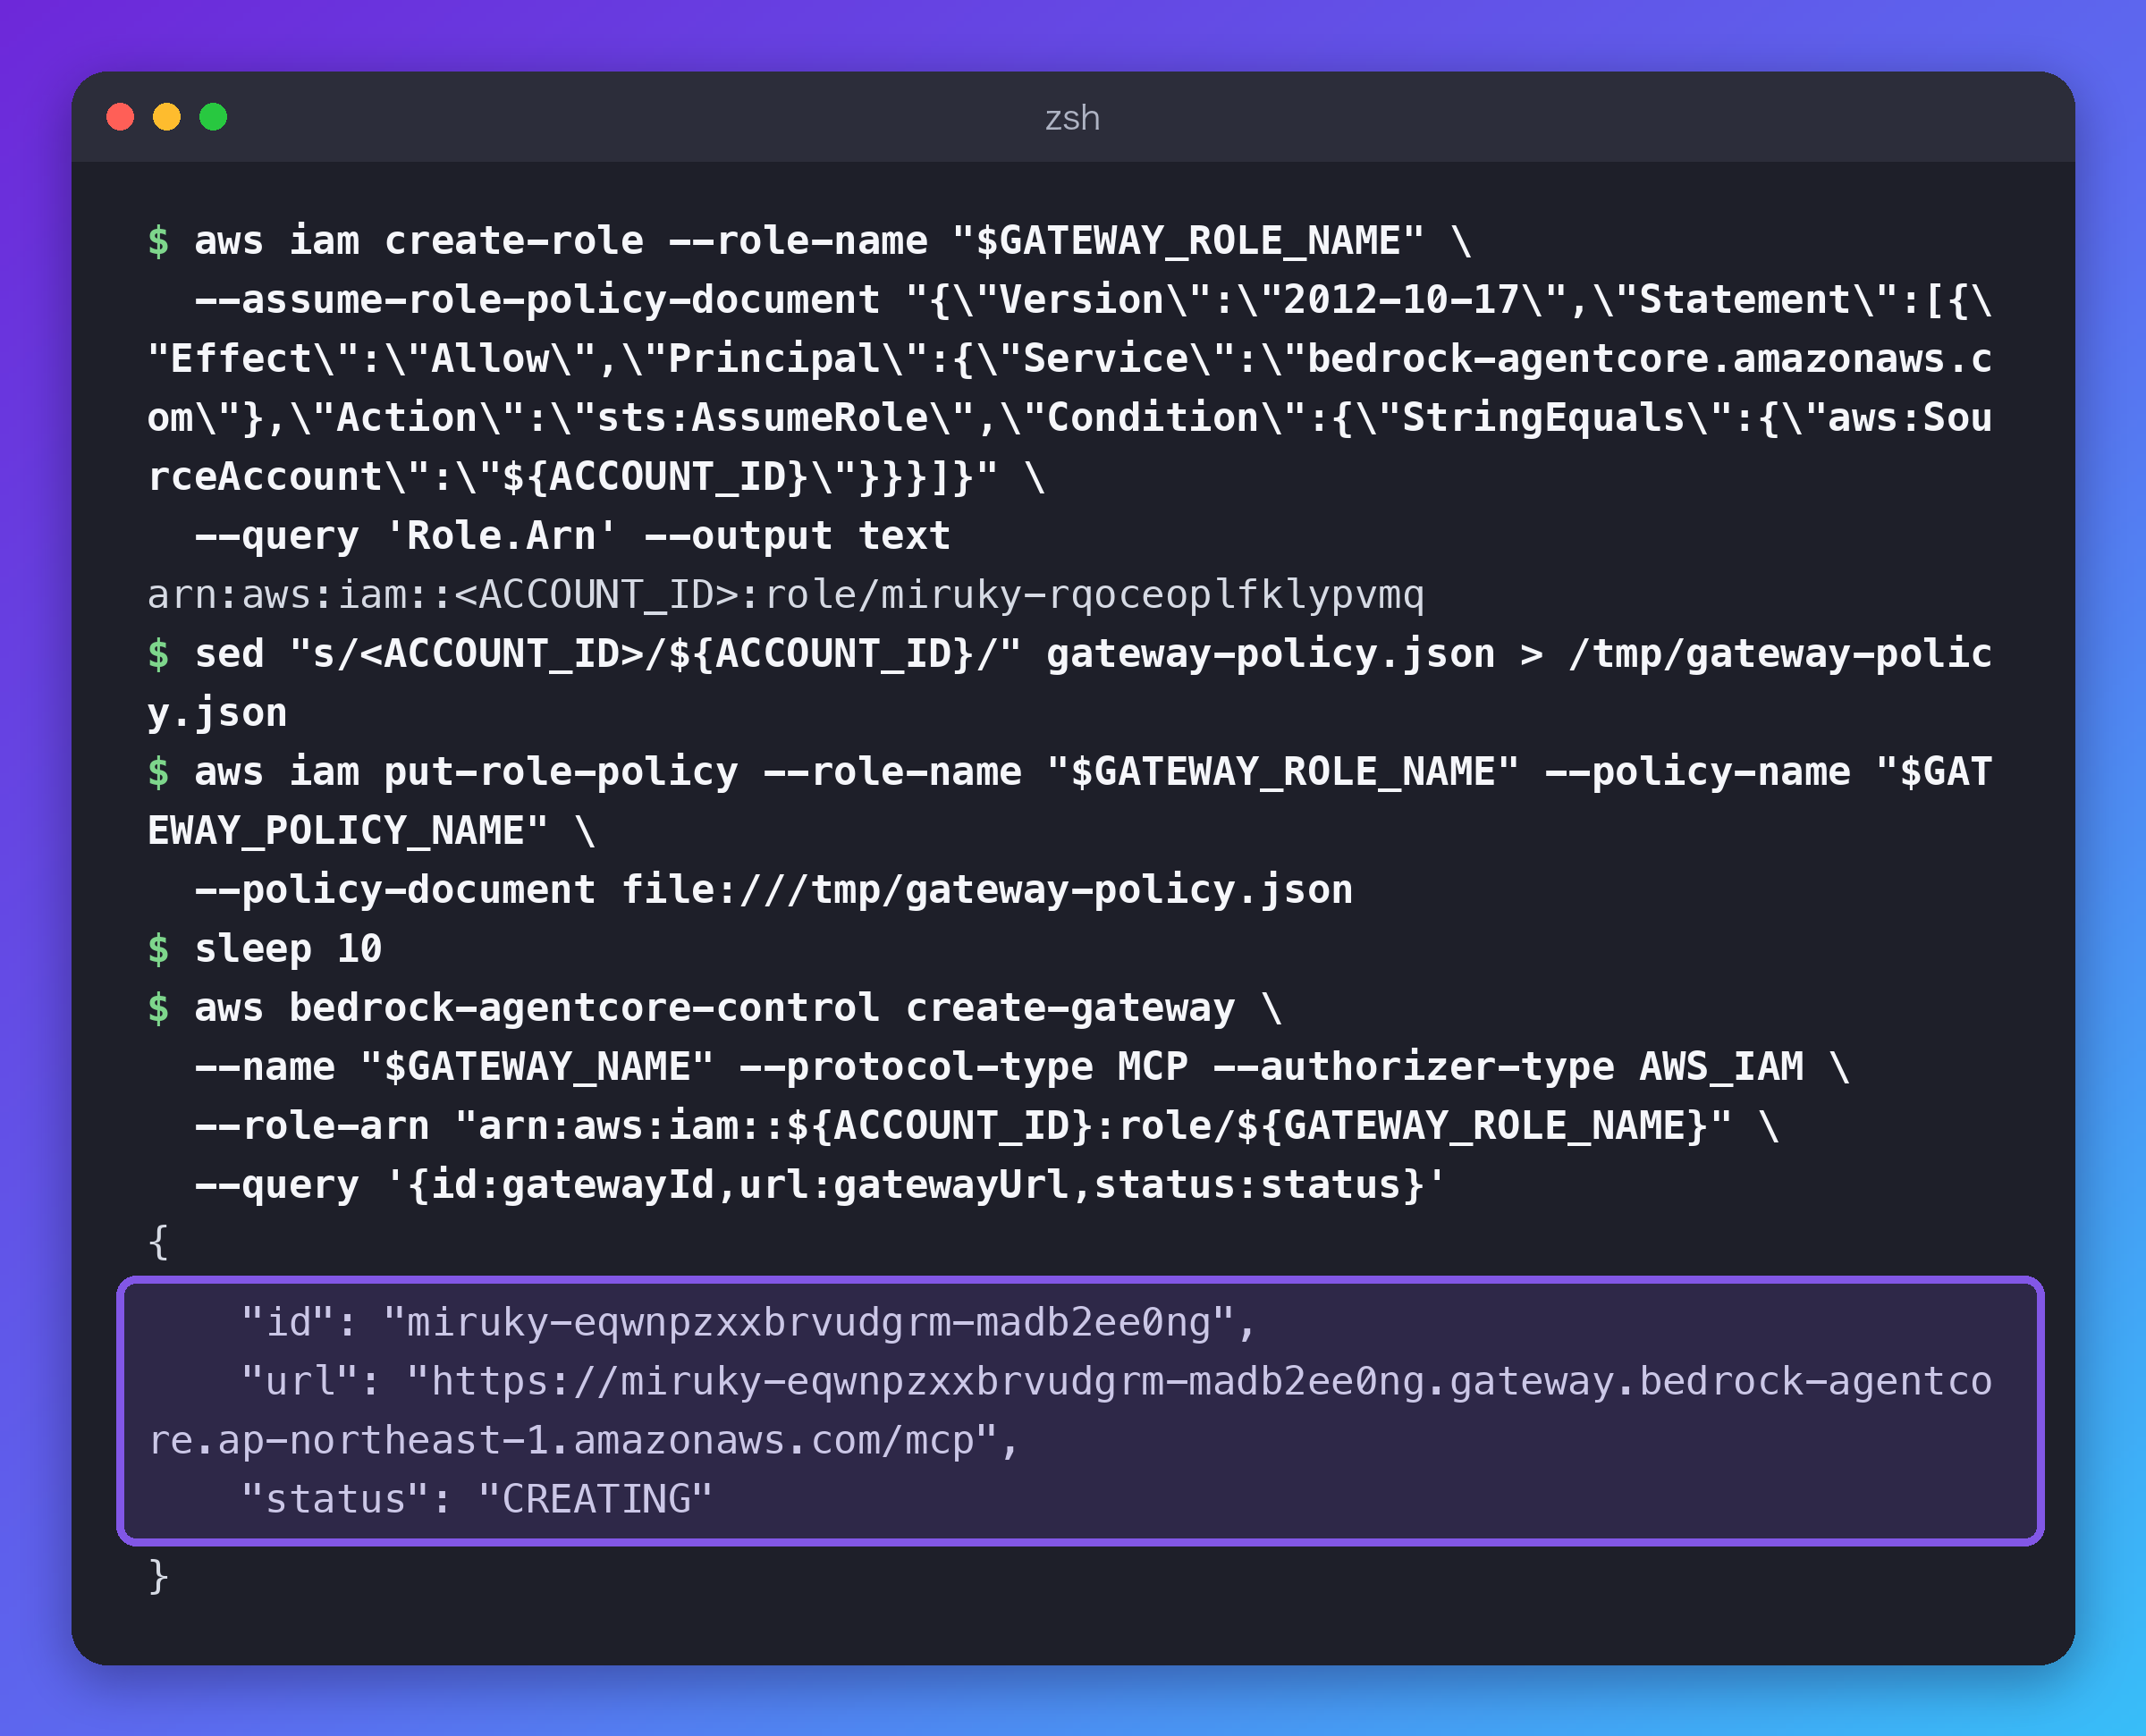 zsh
$ aws iam create-role --role-name "$GATEWAY_ROLE_NAME" \
  --assume-role-policy-document "{\"Version\":\"2012-10-17\",\"Statement\":[{\
"Effect\":\"Allow\",\"Principal\":{\"Service\":\"bedrock-agentcore.amazonaws.c
om\"},\"Action\":\"sts:AssumeRole\",\"Condition\":{\"StringEquals\":{\"aws:Sou
rceAccount\":\"${ACCOUNT_ID}\"}}}]}" \
  --query 'Role.Arn' --output text
arn:aws:iam::<ACCOUNT_ID>:role/miruky-rqoceoplfklypvmq
$ sed "s/<ACCOUNT_ID>/${ACCOUNT_ID}/" gateway-policy.json > /tmp/gateway-polic
y.json
$ aws iam put-role-policy --role-name "$GATEWAY_ROLE_NAME" --policy-name "$GAT
EWAY_POLICY_NAME" \
  --policy-document file:///tmp/gateway-policy.json
$ sleep 10
$ aws bedrock-agentcore-control create-gateway \
  --name "$GATEWAY_NAME" --protocol-type MCP --authorizer-type AWS_IAM \
  --role-arn "arn:aws:iam::${ACCOUNT_ID}:role/${GATEWAY_ROLE_NAME}" \
  --query '{id:gatewayId,url:gatewayUrl,status:status}'
{
    "id": "miruky-eqwnpzxxbrvudgrm-madb2ee0ng",
    "url": "https://miruky-eqwnpzxxbrvudgrm-madb2ee0ng.gateway.bedrock-agentco
re.ap-northeast-1.amazonaws.com/mcp",
    "status": "CREATING"
}